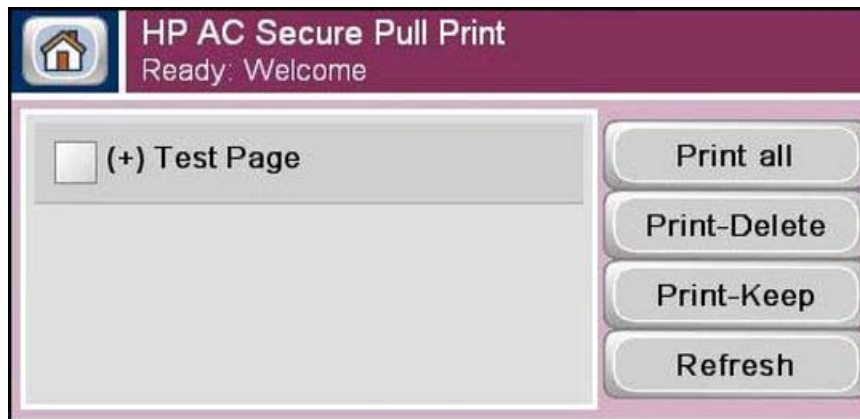 HP AC Secure Pull Print
Ready: Welcome
(+) Test Page
Print all
Print-Delete
Print-Keep
Refresh